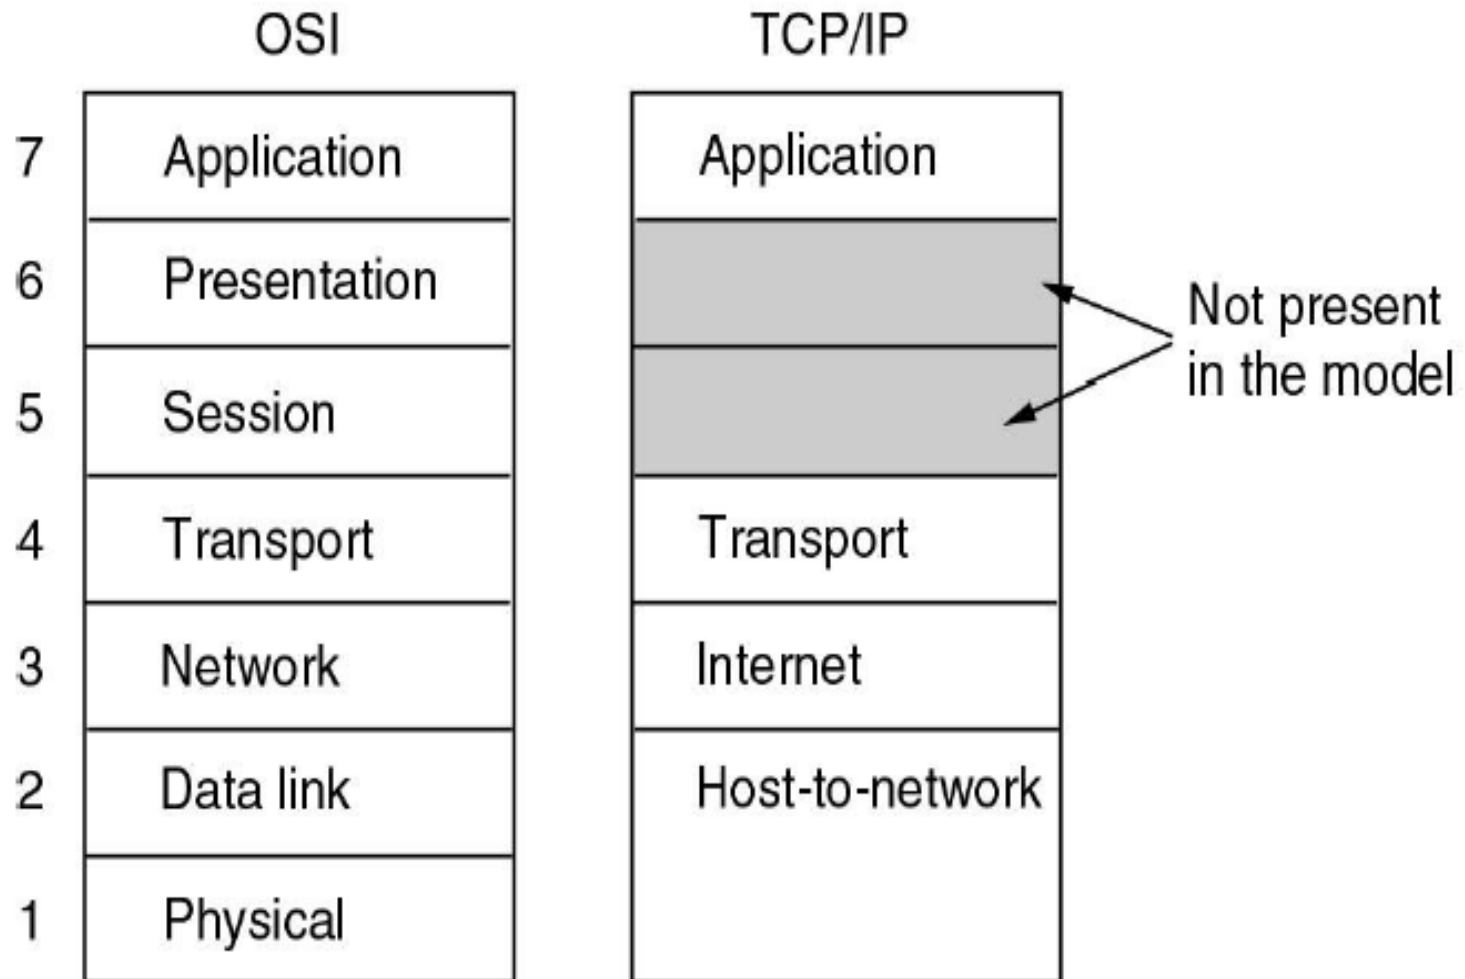 OSI TCP/IP
7 Application Application
6 Presentation
Not present
in the model
5 Session
4 Transport Transport
3 Network Internet
2 Data link Host-to-network
1 Physical